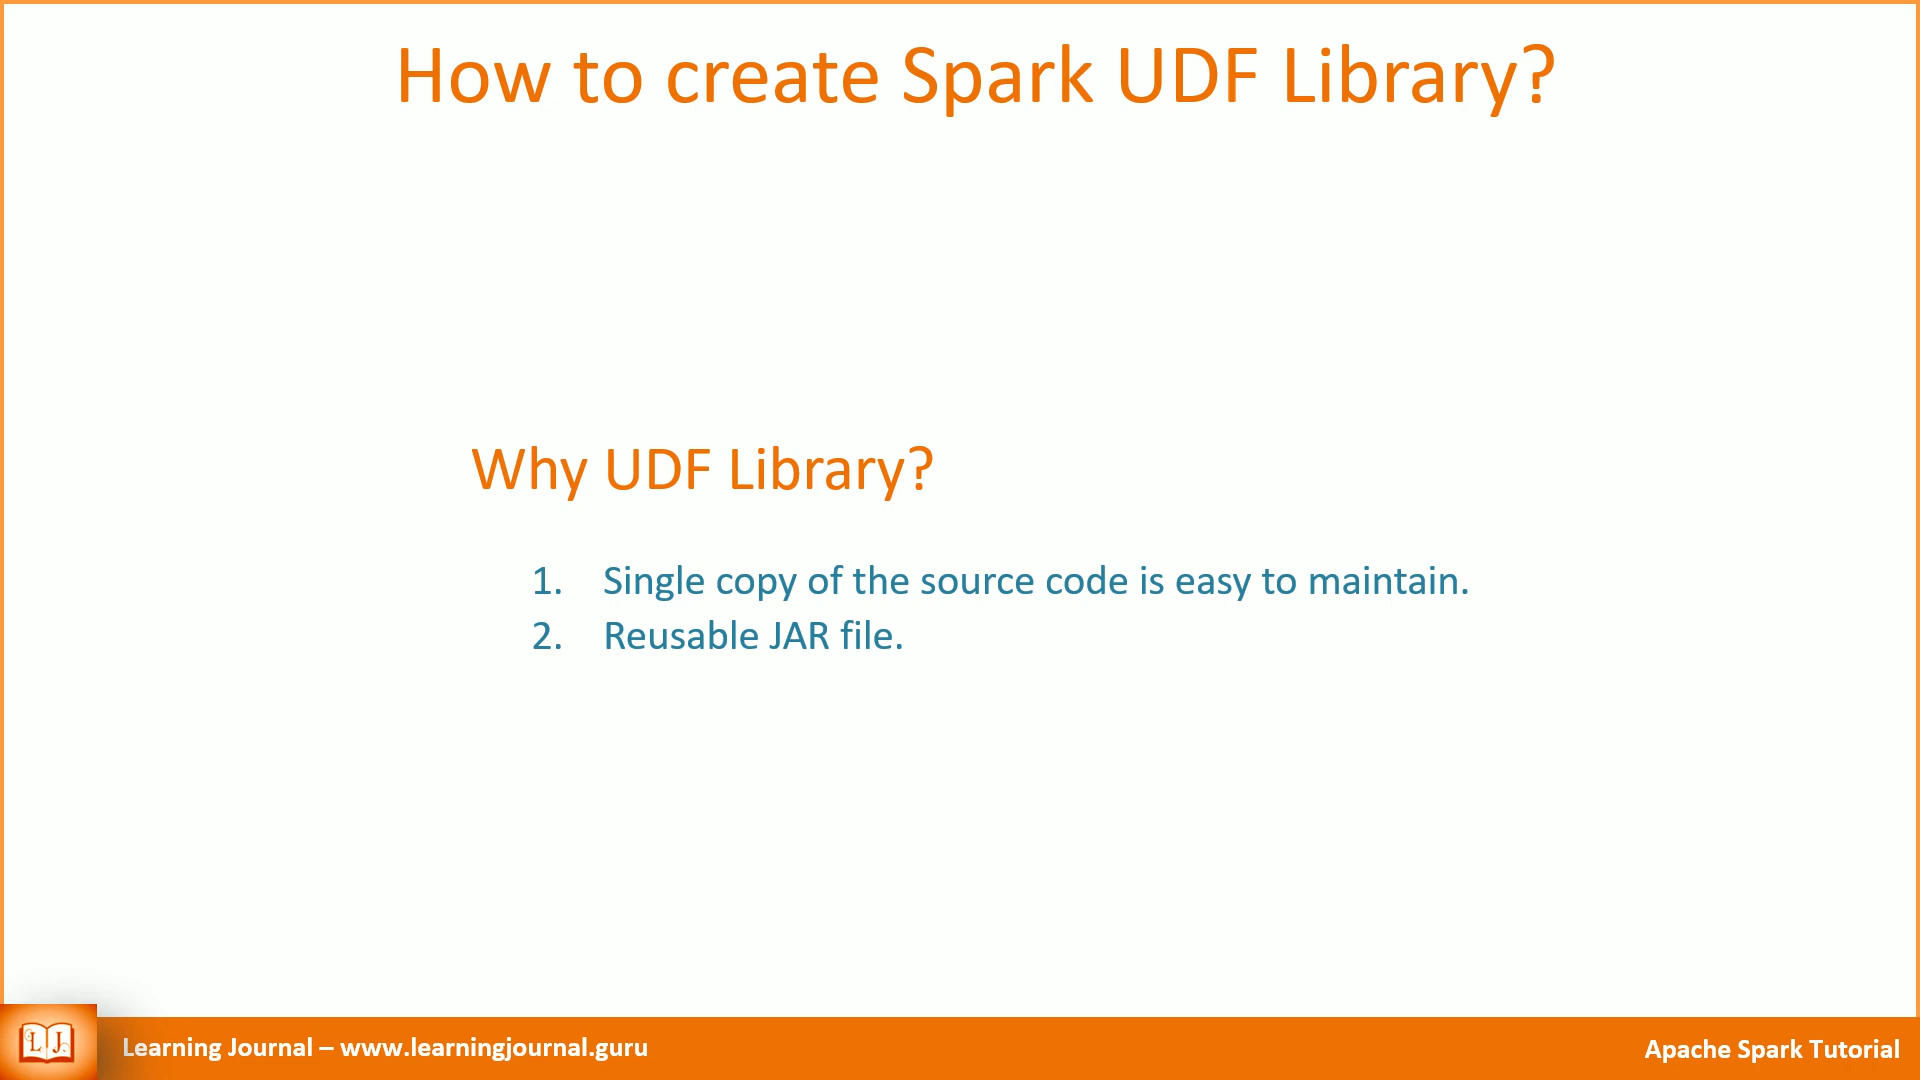 How to create Spark UDF Library?
Why UDF Library?
1. Single copy of the source code is easy to maintain.
2. Reusable JAR file.
LJ
Learning Journal – www.learningjournal.guru
Apache Spark Tutorial